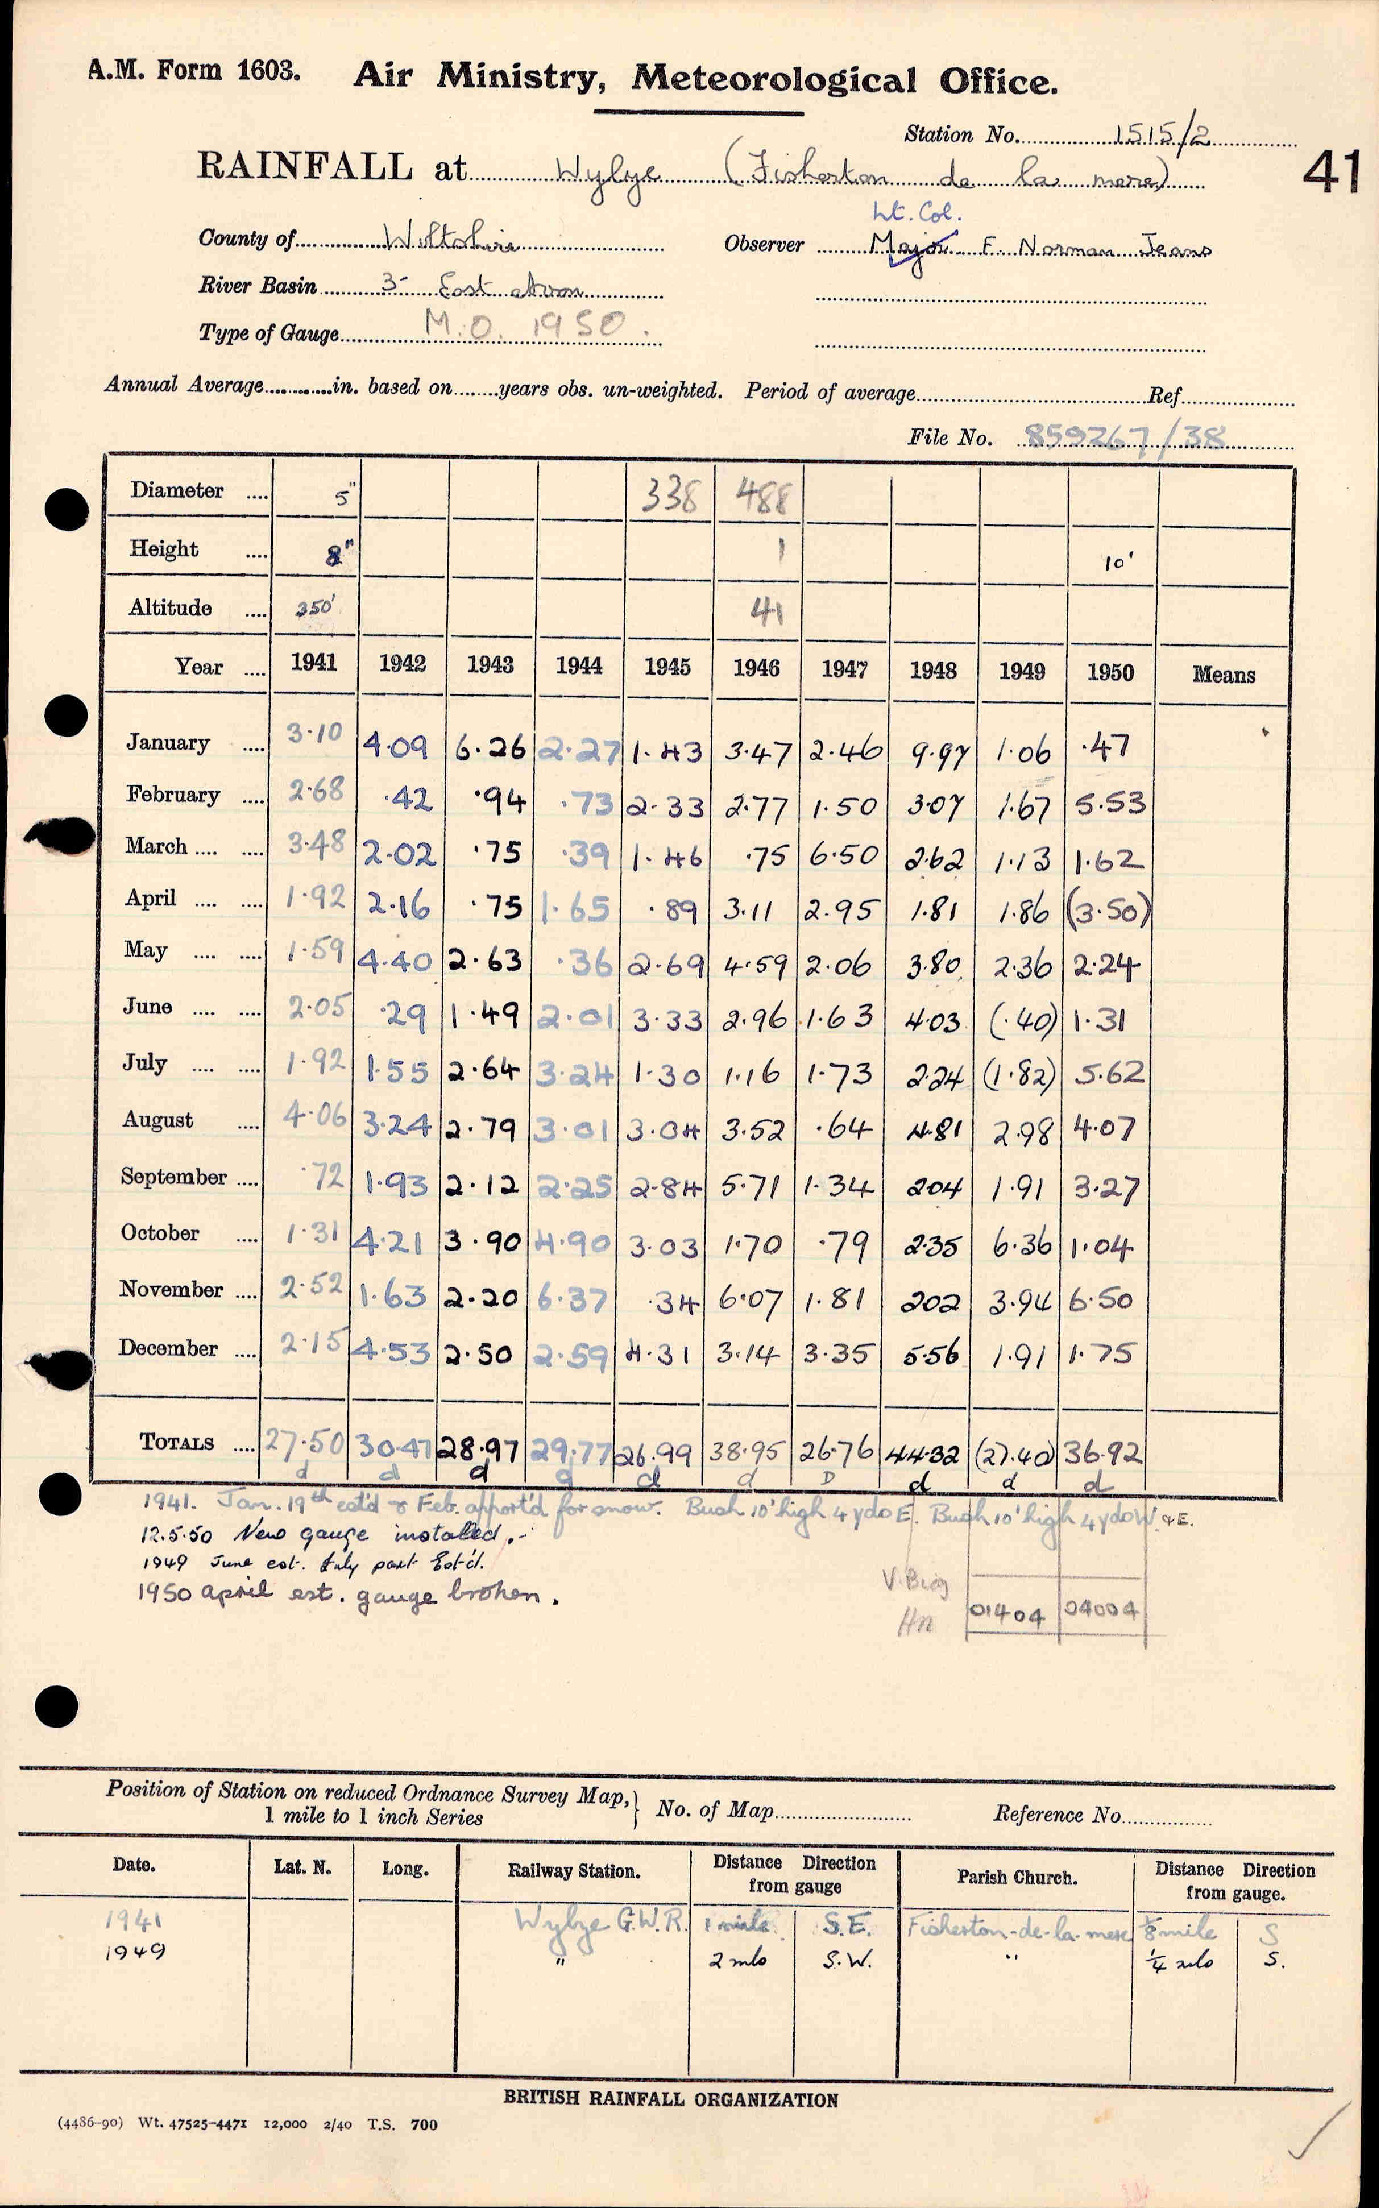 A.M. Form 1603. Air Ministry, Meteorological Office.
Station No. 1515/2
41
RAINFALL at Wylye (Fisherton de la mere)
Lt. Col.
County of Wiltshire Observer Major F. Norman Jeans
River Basin 3- East Avon
Type of Gauge M.O. 1950.
Annual Average in. based on years obs. un-weighted. Period of average Ref
File No. 859267/38
Diameter .... 5" 338 488
Height .... 8" 1 10'
Altitude .... 350' 41
Year .... 1941 1942 1943 1944 1945 1946 1947 1948 1949 1950 Means
January .... 3.10 4.09 6.26 2.27 1.43 3.47 2.46 9.97 1.06 .47
February .... 2.68 .42 .94 .73 2.33 2.77 1.50 3.07 1.67 5.53
March .... .... 3.48 2.02 .75 .39 1.46 .75 6.50 2.62 1.13 1.62
April .... .... 1.92 2.16 .75 1.65 .89 3.11 2.95 1.81 1.86 (3.50)
May .... .... 1.59 4.40 2.63 .36 2.69 4.59 2.06 3.80 2.36 2.24
June .... .... 2.05 .29 1.49 2.01 3.33 2.96 1.63 4.03 (.40) 1.31
July .... .... 1.92 1.55 2.64 3.24 1.30 1.16 1.73 2.24 (1.82) 5.62
August .... 4.06 3.24 2.79 3.01 3.04 3.52 .64 4.81 2.98 4.07
September .... .72 1.93 2.12 2.25 2.84 5.71 1.34 2.04 1.91 3.27
October .... 1.31 4.21 3.90 4.90 3.03 1.70 .79 2.35 6.36 1.04
November .... 2.52 1.63 2.20 6.37 .34 6.07 1.81 2.02 3.94 6.50
December .... 2.15 4.53 2.50 2.59 4.31 3.14 3.35 5.56 1.91 1.75
TOTALS .... 27.50 30.47 28.97 29.77 26.99 38.95 26.76 44.32 (27.40) 36.92
d d d d d d D d d d
1941. Jan. 19th est'd & Feb. apport'd for snow. Bush 10' high 4 yds E. Bush 10' high 4 yds W. & E.
12.5.50 New gauge installed.-
1949 June est. July part Est'd.
1950 april est. gauge broken.
Hn 01404 04004
Position of Station on reduced Ordnance Survey Map, } No. of Map Reference No.
1 mile to 1 inch Series
Date. Lat. N. Long. Railway Station. Distance Direction from gauge Parish Church. Distance Direction from gauge.
1941 Wylye G.W.R. 1 mile. S.E. Fisherton-de-la-mere 1/8 mile S
1949 " 2 mls S.W. " 1/4 mls S.
BRITISH RAINFALL ORGANIZATION
(4486-90) Wt. 47525-4471 12,000 2/40 T.S. 700